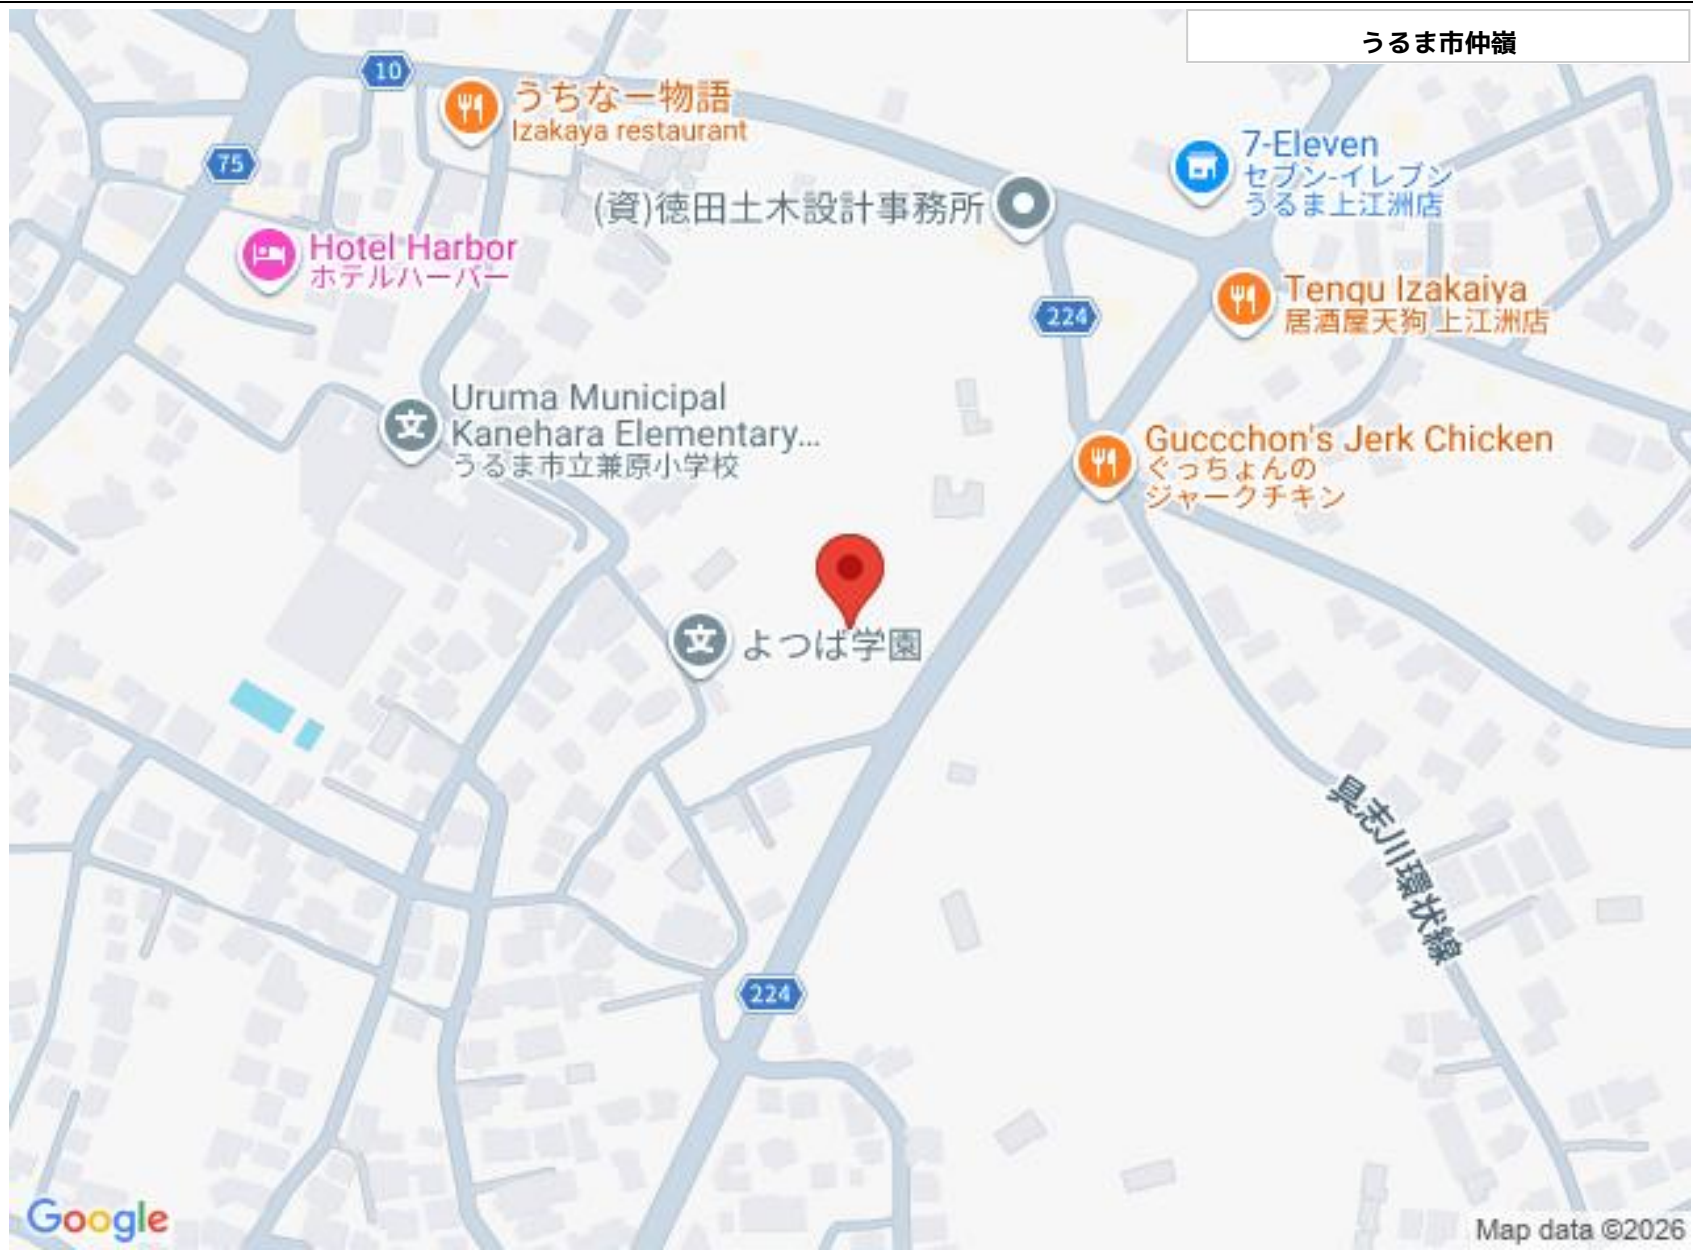 うるま市仲嶺
10
うちなー物語
Izakaya restaurant
75
7-Eleven
セブン-イレブン
うるま上江洲店
(資)徳田土木設計事務所
Hotel Harbor
ホテルハーバー
Tengu Izakaiya
居酒屋天狗 上江洲店
224
Uruma Municipal
Kanehara Elementary...
うるま市立兼原小学校
Guccchon's Jerk Chicken
ぐっちょんの
ジャークチキン
よつば学園
具志川環状線
224
Google
Map data ©2026